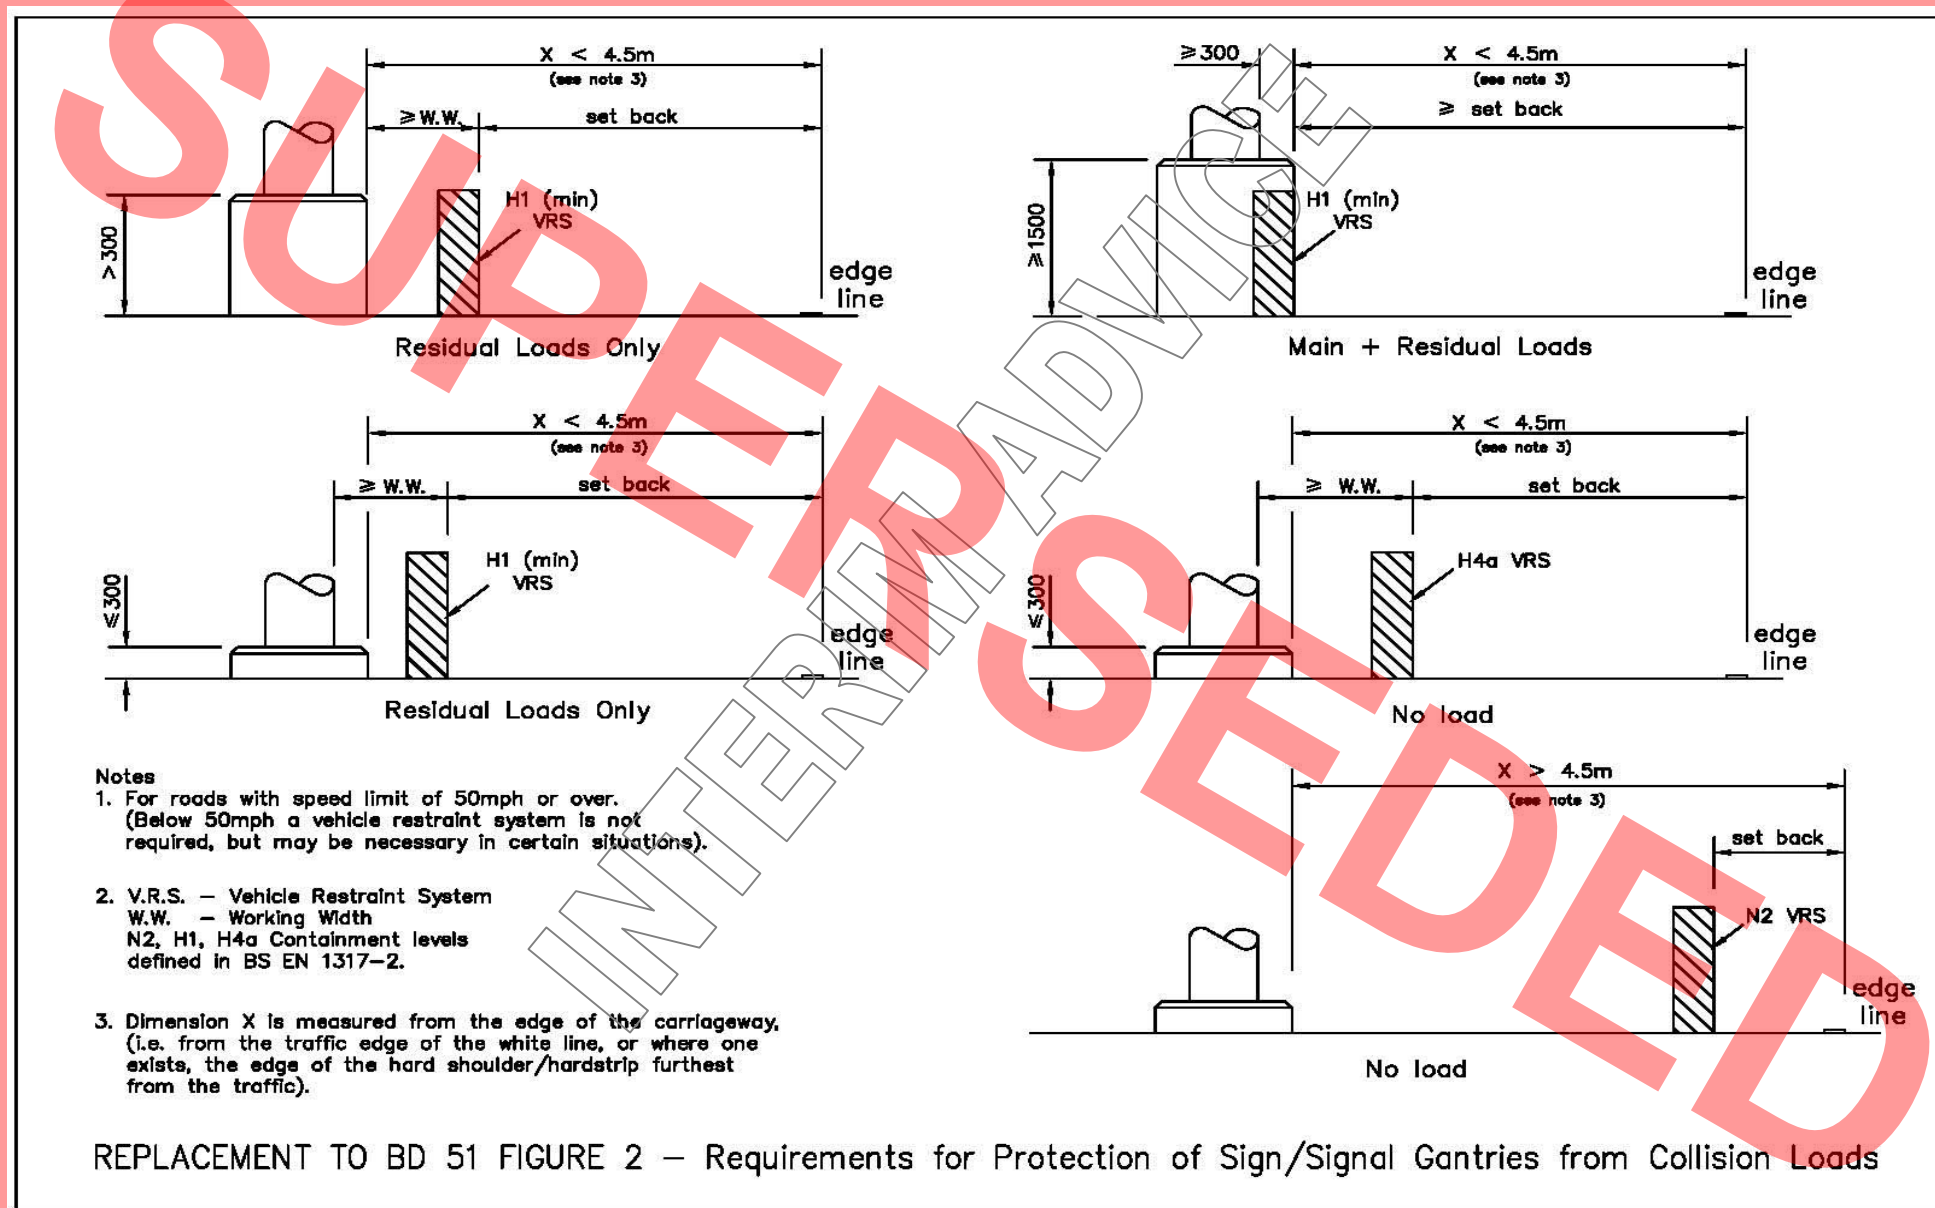 X < 4.5m
(see note 3)
≥ W.W.
set back
H1 (min)
VRS
>300
edge
line
Residual Loads Only
≥300
X < 4.5m
(see note 3)
≥ set back
H1 (min)
VRS
≥1500
edge
line
Main + Residual Loads
X < 4.5m
(see note 3)
≥ W.W.
set back
H1 (min)
VRS
≤300
edge
line
Residual Loads Only
X < 4.5m
(see note 3)
≥ W.W.
set back
H4a VRS
≤300
edge
line
No load
X > 4.5m
(see note 3)
set back
N2 VRS
edge
line
No load
Notes
1. For roads with speed limit of 50mph or over.
(Below 50mph a vehicle restraint system is not
required, but may be necessary in certain situations).
2. V.R.S. – Vehicle Restraint System
W.W. – Working Width
N2, H1, H4a Containment levels
defined in BS EN 1317–2.
3. Dimension X is measured from the edge of the carriageway,
(i.e. from the traffic edge of the white line, or where one
exists, the edge of the hard shoulder/hardstrip furthest
from the traffic).
REPLACEMENT TO BD 51 FIGURE 2 – Requirements for Protection of Sign/Signal Gantries from Collision Loads
INTERIM ADVICE
SUPERSEDED